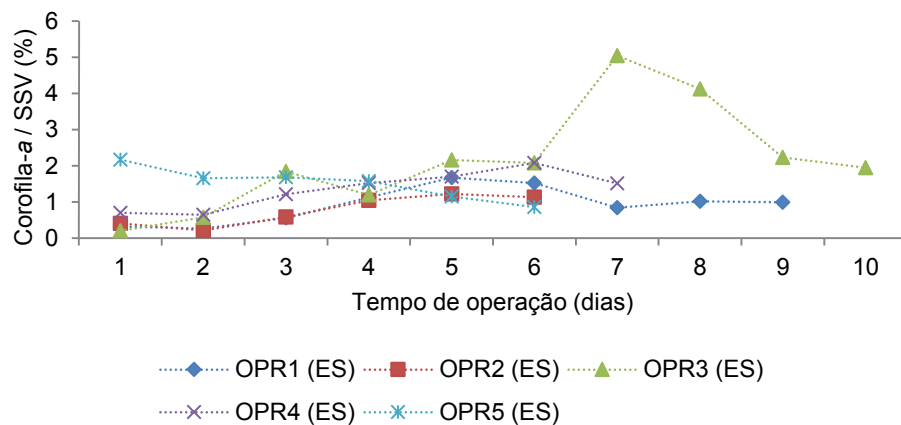 6
5
4
3
2
1
0
Corofila-a / SSV (%)
1 2 3 4 5 6 7 8 9 10
Tempo de operação (dias)
OPR1 (ES) OPR2 (ES) OPR3 (ES)
OPR4 (ES) OPR5 (ES)